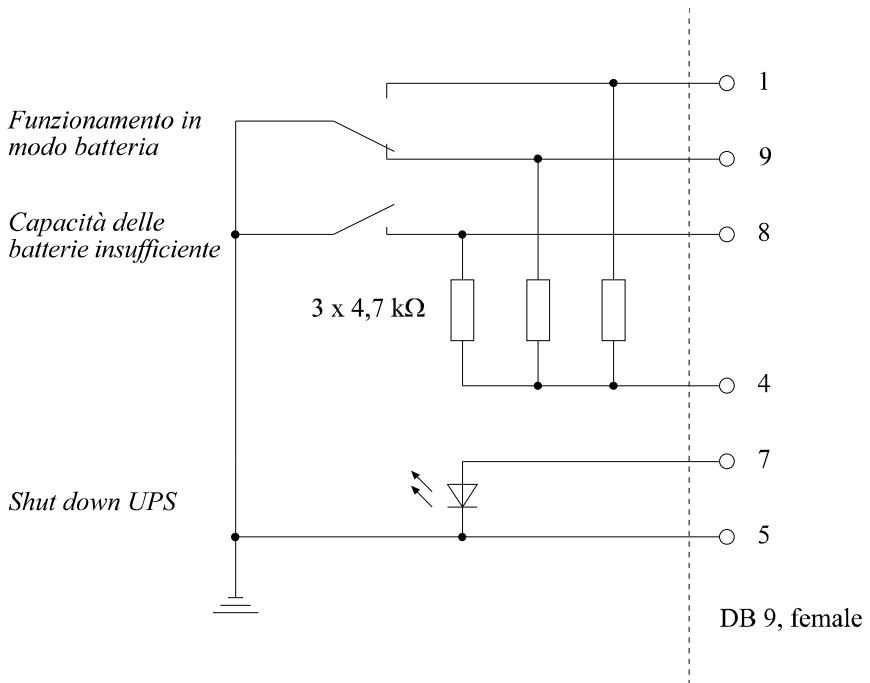 1
Funzionamento in
modo batteria
9
Capacità delle
batterie insufficiente
8
3 x 4,7 kΩ
4
7
Shut down UPS
5
DB 9, female